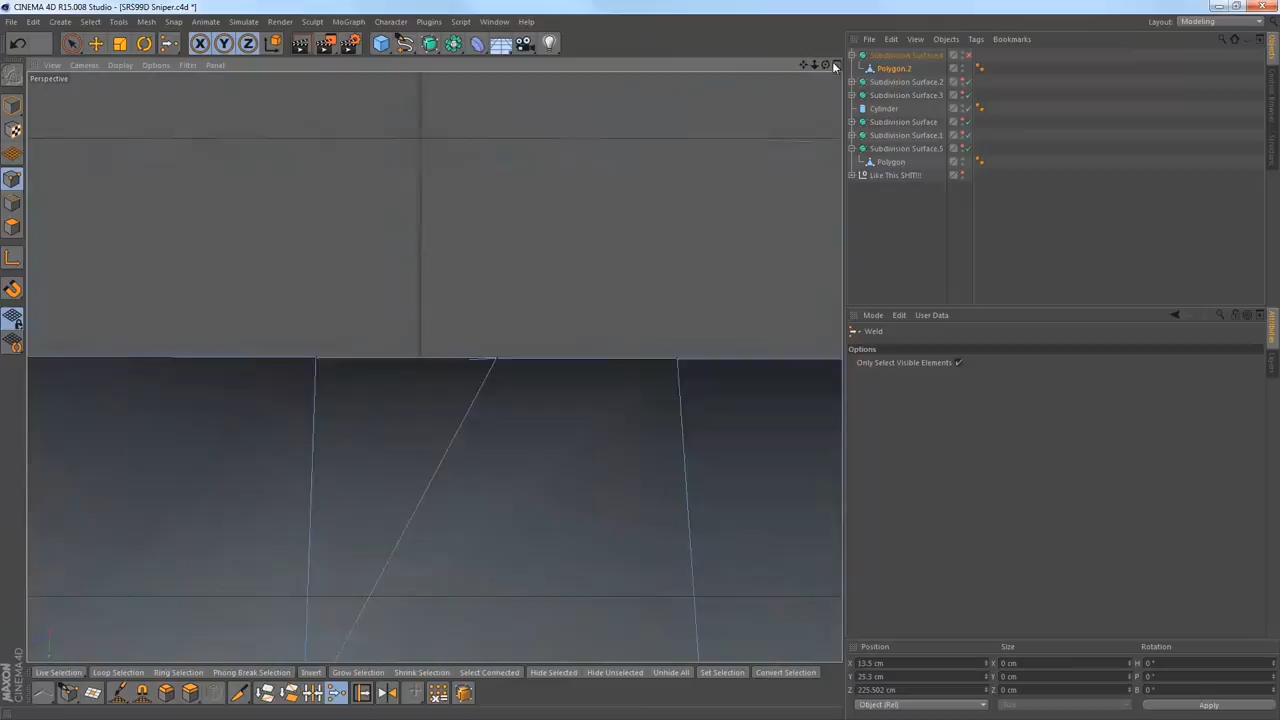 CINEMA 4D R15.008 Studio - [SRS99D Sniper.c4d *]
File Edit Create Select Tools Mesh Snap Animate Simulate Render Sculpt MoGraph Character Plugins Script Window Help
Layout: Modeling
X Y Z
View Cameras Display Options Filter Panel
Perspective
File Edit View Objects Tags Bookmarks
Polygon.2
Subdivision Surface.2
Subdivision Surface.3
Cylinder
Subdivision Surface
Subdivision Surface.1
Subdivision Surface.5
Polygon
Like This SHIT!!!
Mode Edit User Data
Weld
Options
Only Select Visible Elements
Position Size Rotation
X 13.5 cm X 0 cm H 0 °
Y 25.3 cm Y 0 cm P 0 °
Z 225.502 cm Z 0 cm B 0 °
Object (Rel) Size Apply
Live Selection Loop Selection Ring Selection Phong Break Selection Invert Grow Selection Shrink Selection Select Connected Hide Selected Hide Unselected Unhide All Set Selection Convert Selection
MAXON
CINEMA 4D
Objects
Structure
Attributes
Layers